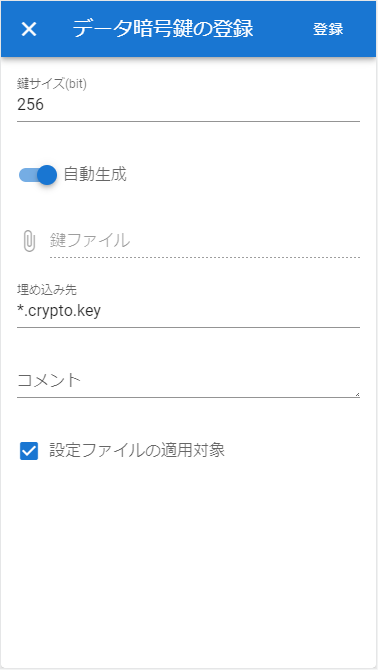 データ暗号鍵の登録 登録
鍵サイズ(bit)
256
自動生成
鍵ファイル
埋め込み先
*.crypto.key
コメント
設定ファイルの適用対象